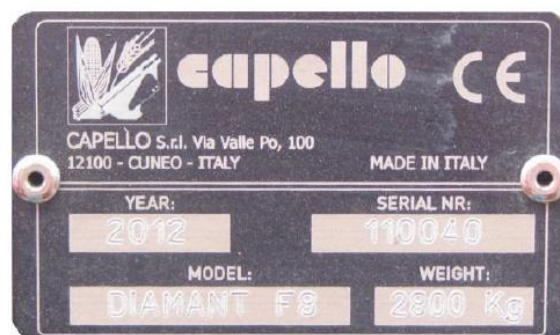 capello CE
CAPELLO S.r.l. Via Valle Po, 100
12100 - CUNEO - ITALY MADE IN ITALY
YEAR: SERIAL NR:
2012 110040
MODEL: WEIGHT:
DIAMANT F8 2800 Kg